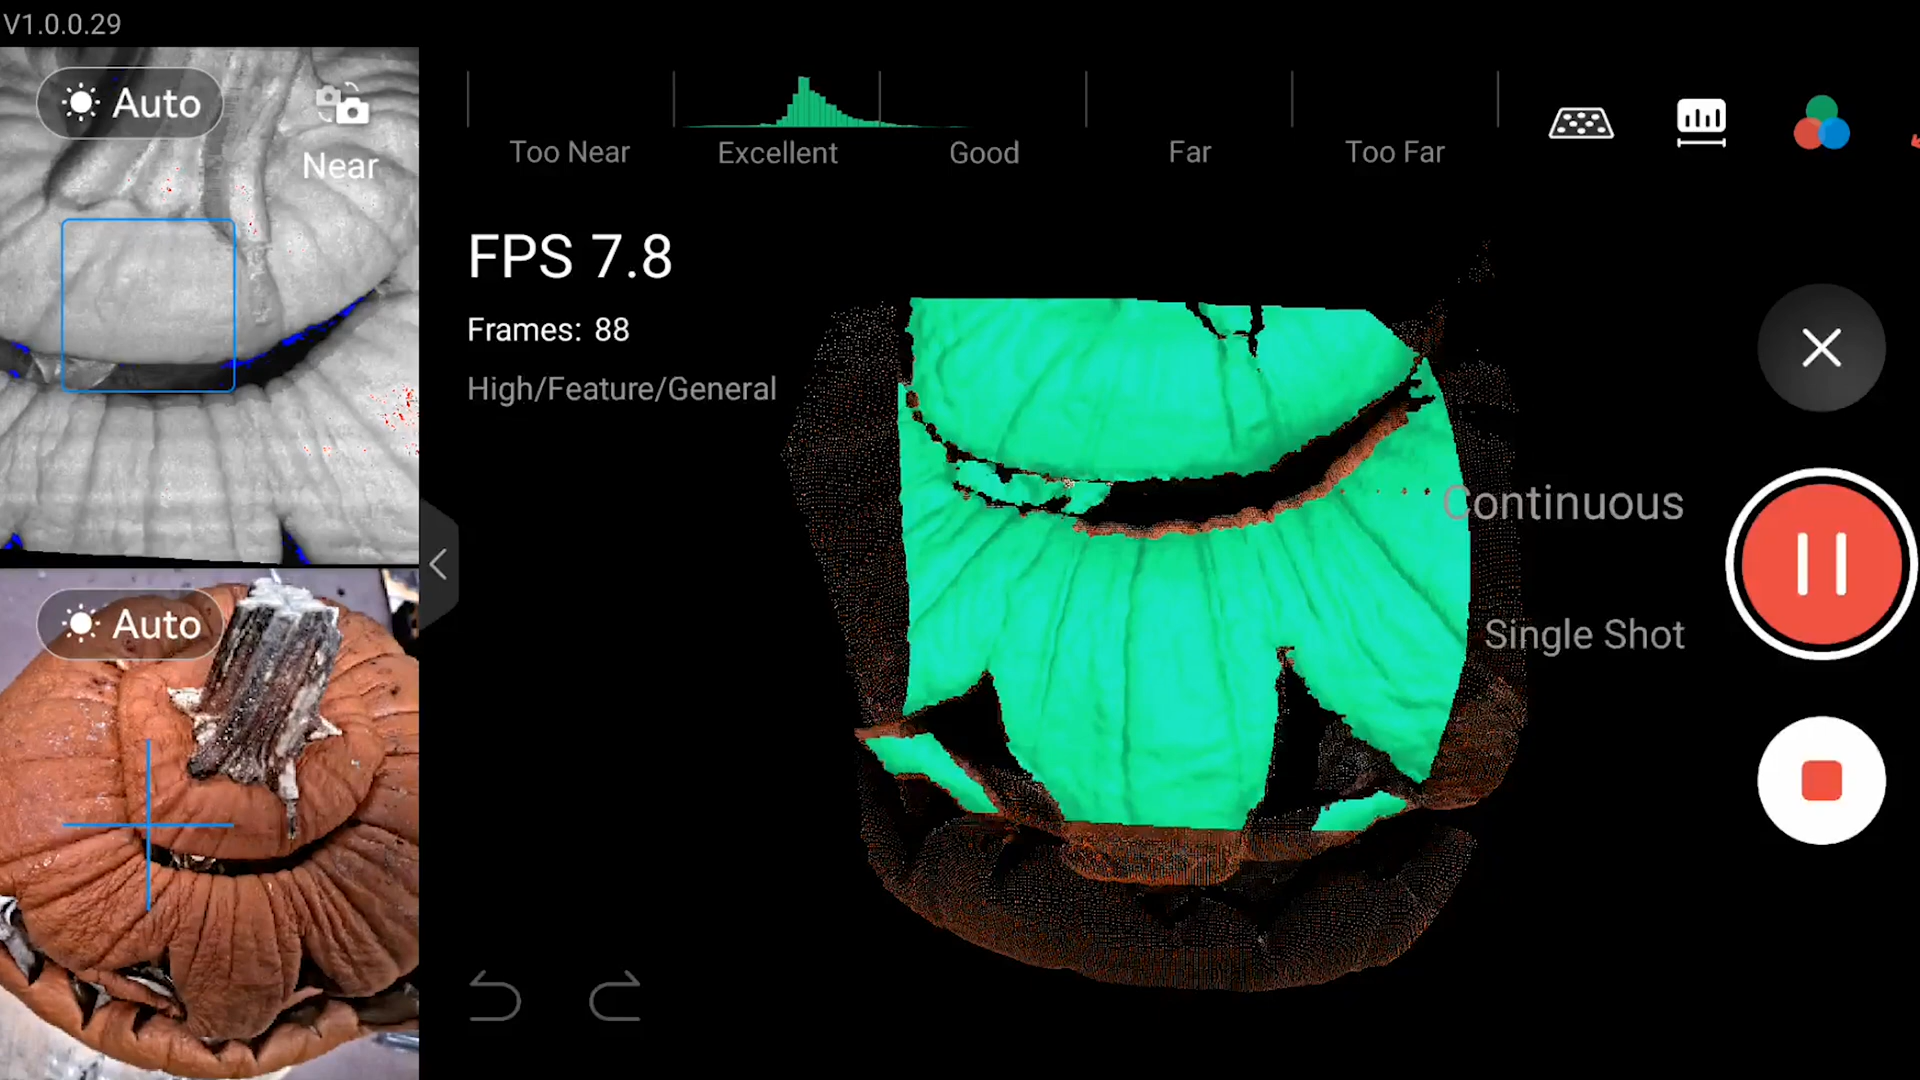 V1.0.0.29
Auto
Near
Too Near
Excellent
Good
Far
Too Far
FPS 7.8
Frames: 88
High/Feature/General
Continuous
Single Shot
Auto